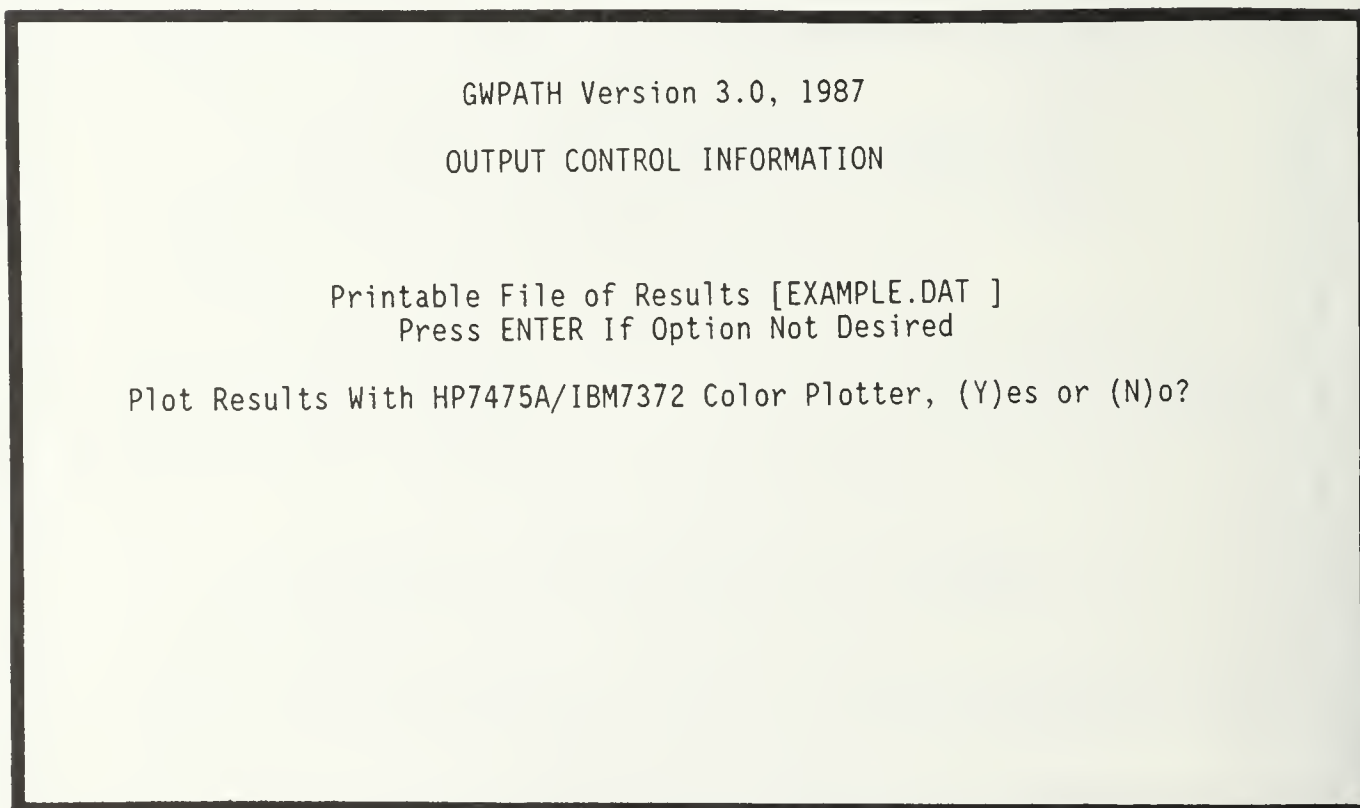 GWPATH Version 3.0, 1987
OUTPUT CONTROL INFORMATION
Printable File of Results [EXAMPLE.DAT ]
Press ENTER If Option Not Desired
Plot Results With HP7475A/IBM7372 Color Plotter, (Y)es or (N)o?